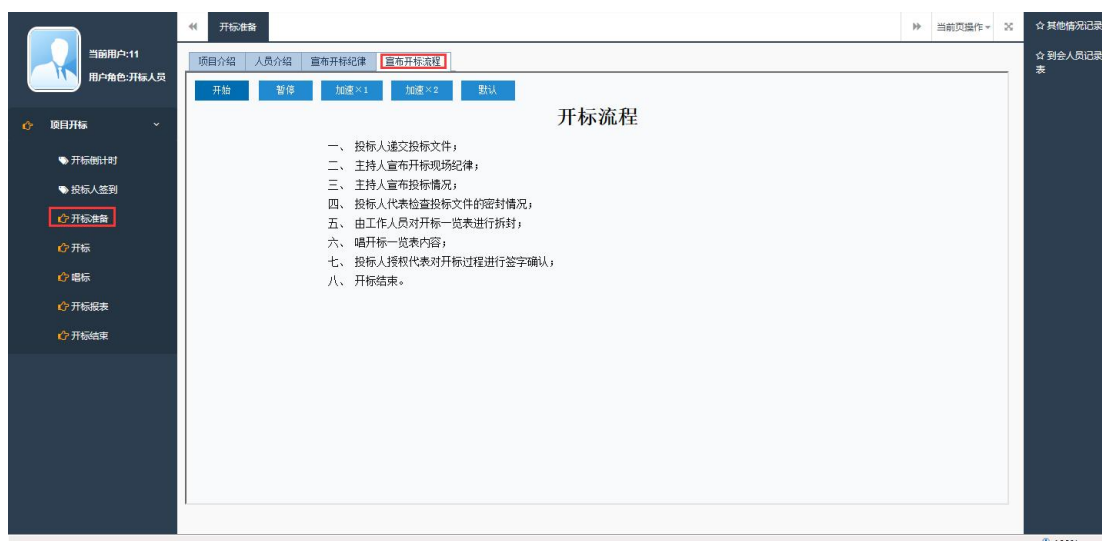 开标准备
当前页操作
当前用户:11
用户角色:开标人员
项目开标
开标倒计时
投标人签到
开标准备
开标
唱标
开标报表
开标结束
项目介绍
人员介绍
宣布开标纪律
宣布开标流程
开始
暂停
加速×1
加速×2
默认
开标流程
一、 投标人递交投标文件；
二、 主持人宣布开标现场纪律；
三、 主持人宣布投标情况；
四、 投标人代表检查投标文件的密封情况；
五、 由工作人员对开标一览表进行拆封；
六、 唱开标一览表内容；
七、 投标人授权代表对开标过程进行签字确认；
八、 开标结束。
其他情况记录
到会人员记录
表